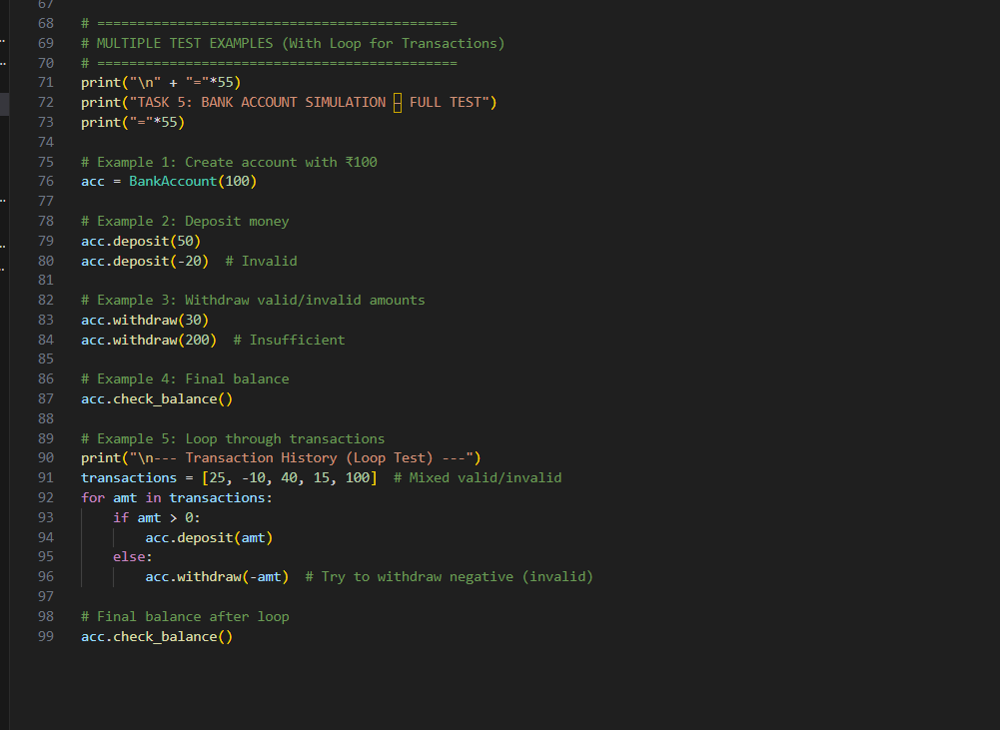 67
68 # =============================================
69 # MULTIPLE TEST EXAMPLES (With Loop for Transactions)
70 # =============================================
71 print("\n" + "="*55)
72 print("TASK 5: BANK ACCOUNT SIMULATION – FULL TEST")
73 print("="*55)
74
75 # Example 1: Create account with ₹100
76 acc = BankAccount(100)
77
78 # Example 2: Deposit money
79 acc.deposit(50)
80 acc.deposit(-20)  # Invalid
81
82 # Example 3: Withdraw valid/invalid amounts
83 acc.withdraw(30)
84 acc.withdraw(200)  # Insufficient
85
86 # Example 4: Final balance
87 acc.check_balance()
88
89 # Example 5: Loop through transactions
90 print("\n--- Transaction History (Loop Test) ---")
91 transactions = [25, -10, 40, 15, 100]  # Mixed valid/invalid
92 for amt in transactions:
93     if amt > 0:
94         acc.deposit(amt)
95     else:
96         acc.withdraw(-amt)  # Try to withdraw negative (invalid)
97
98 # Final balance after loop
99 acc.check_balance()